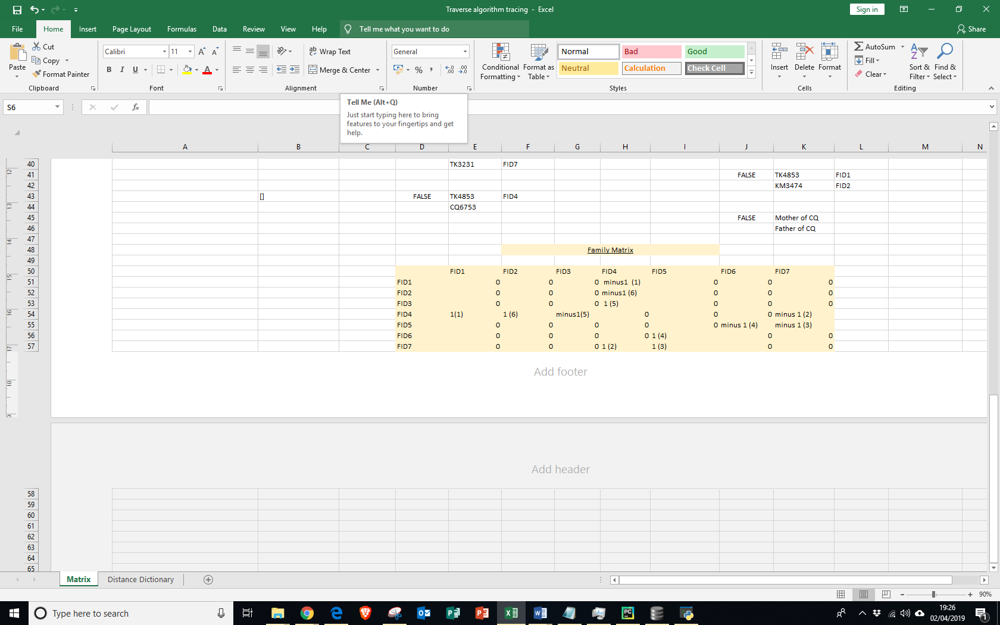 Traverse algorithm tracing - Excel
Sign in
File Home Insert Page Layout Formulas Data Review View Help Tell me what you want to do Share
Paste
Cut
Copy
Format Painter
Clipboard
Calibri 11
B I U
Font
Wrap Text
Merge & Center
Alignment
General
Number
Conditional Formatting
Format as Table
Normal Bad Good
Neutral Calculation Check Cell
Styles
Insert Delete Format
Cells
AutoSum
Fill
Clear
Sort & Filter
Find & Select
Editing
S6
fx
Tell Me (Alt+Q)
Just start typing here to bring
features to your fingertips and get
help.
A B C D E F G H I J K L M N
40 TK3231 FID7
41 FALSE TK4853 FID1
42 KM3474 FID2
43 [] FALSE TK4853 FID4
44 CQ6753
45 FALSE Mother of CQ
46 Father of CQ
47
48 Family Matrix
49
50 FID1 FID2 FID3 FID4 FID5 FID6 FID7
51 FID1 0 0 0 minus1 (1) 0 0 0
52 FID2 0 0 0 minus1 (6) 0 0 0
53 FID3 0 0 0 1 (5) 0 0 0
54 FID4 1(1) 1 (6) minus1(5) 0 0 0 minus 1 (2)
55 FID5 0 0 0 0 0 minus 1 (4) minus 1 (3)
56 FID6 0 0 0 0 1 (4) 0 0
57 FID7 0 0 0 1 (2) 1 (3) 0 0
12
13
14
15
16
17
18
Add footer
Add header
58
59
60
61
62
63
64
65
Matrix Distance Dictionary
90%
Type here to search
19:26
02/04/2019
1